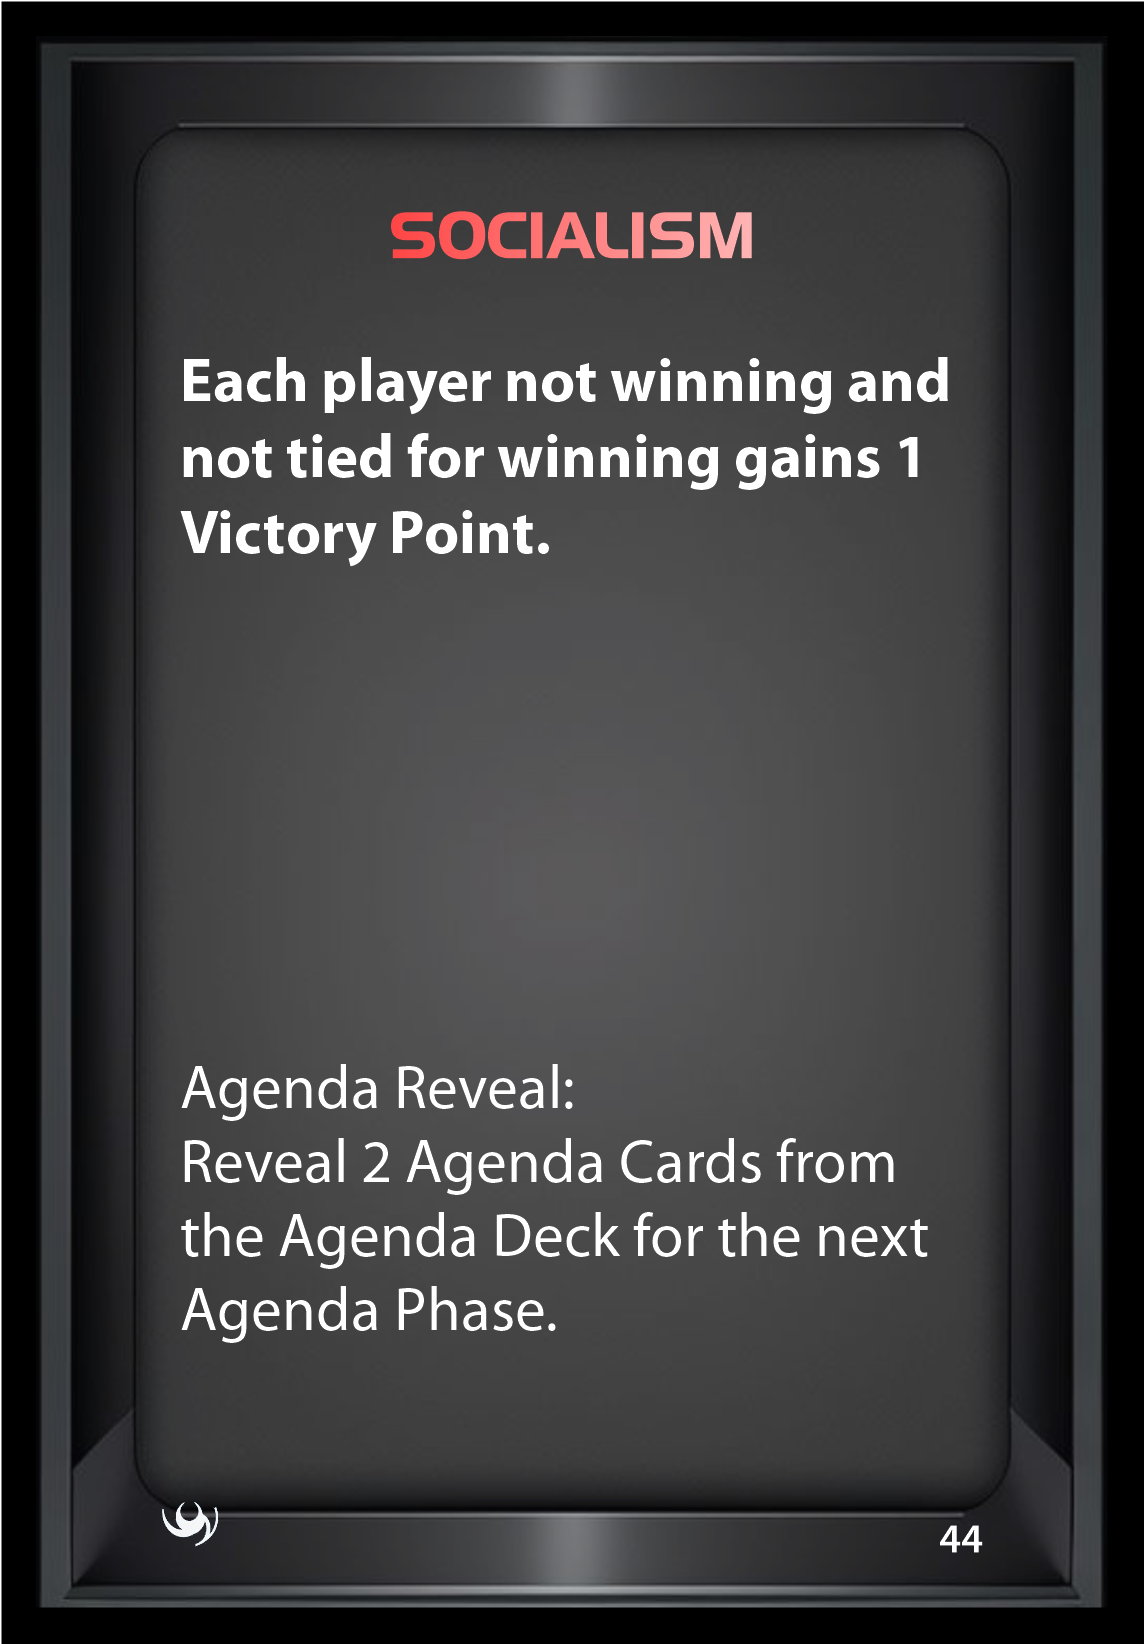 SOCIALISM
Each player not winning and
not tied for winning gains 1
Victory Point.
Agenda Reveal:
Reveal 2 Agenda Cards from
the Agenda Deck for the next
Agenda Phase.
44